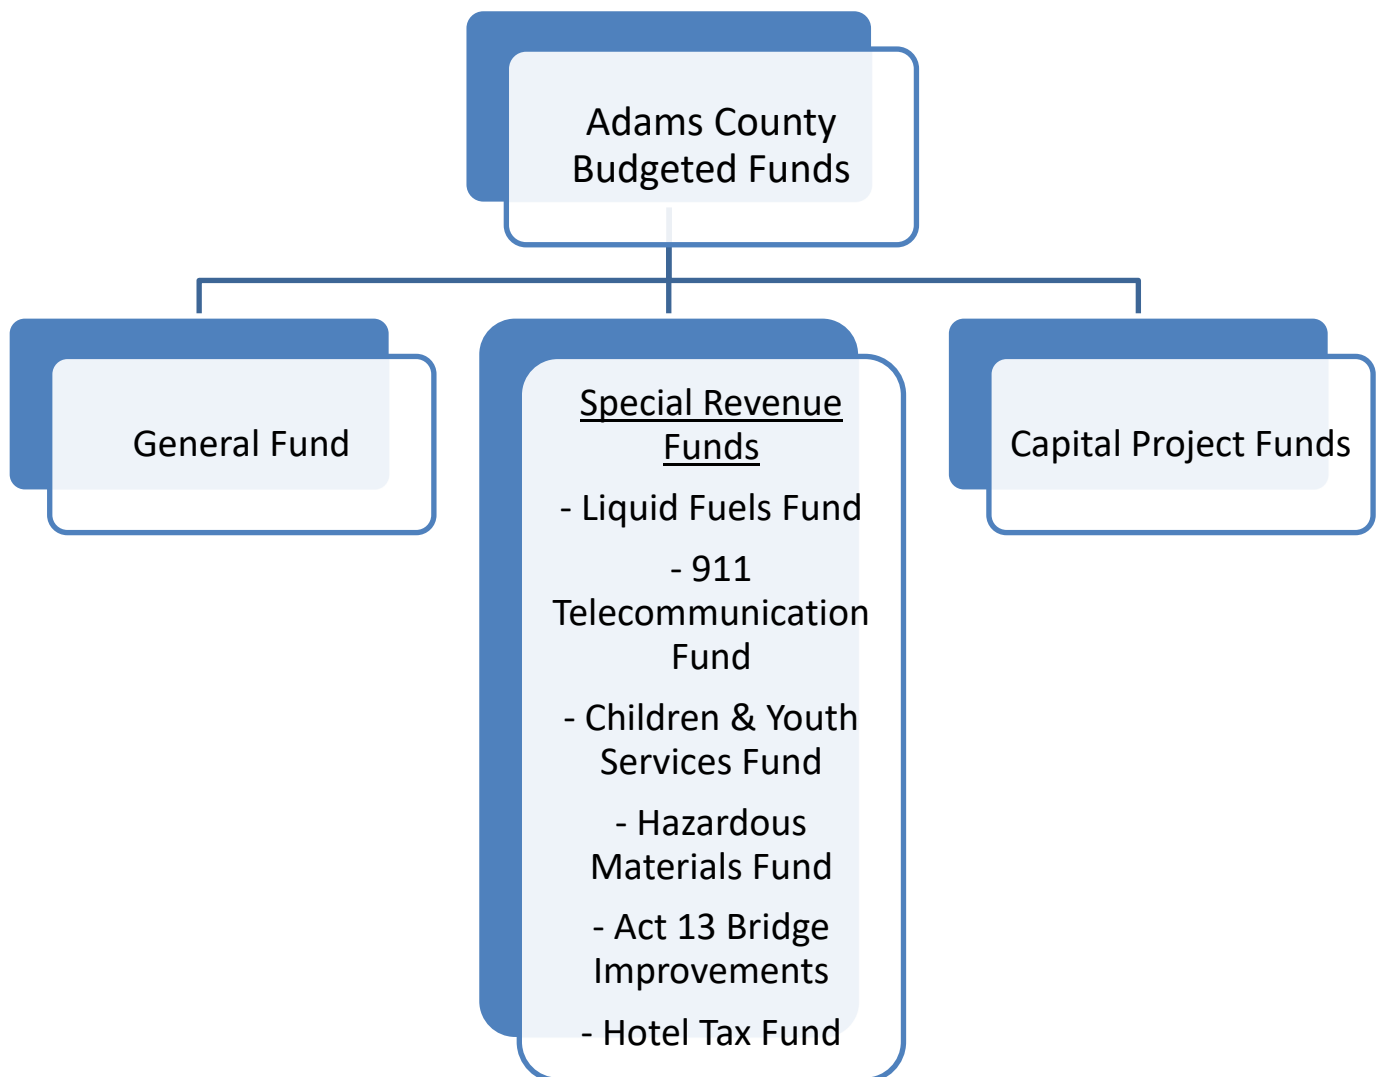 Adams County
Budgeted Funds
General Fund
Special Revenue
Funds
- Liquid Fuels Fund
- 911
Telecommunication
Fund
- Children & Youth
Services Fund
- Hazardous
Materials Fund
- Act 13 Bridge
Improvements
- Hotel Tax Fund
Capital Project Funds